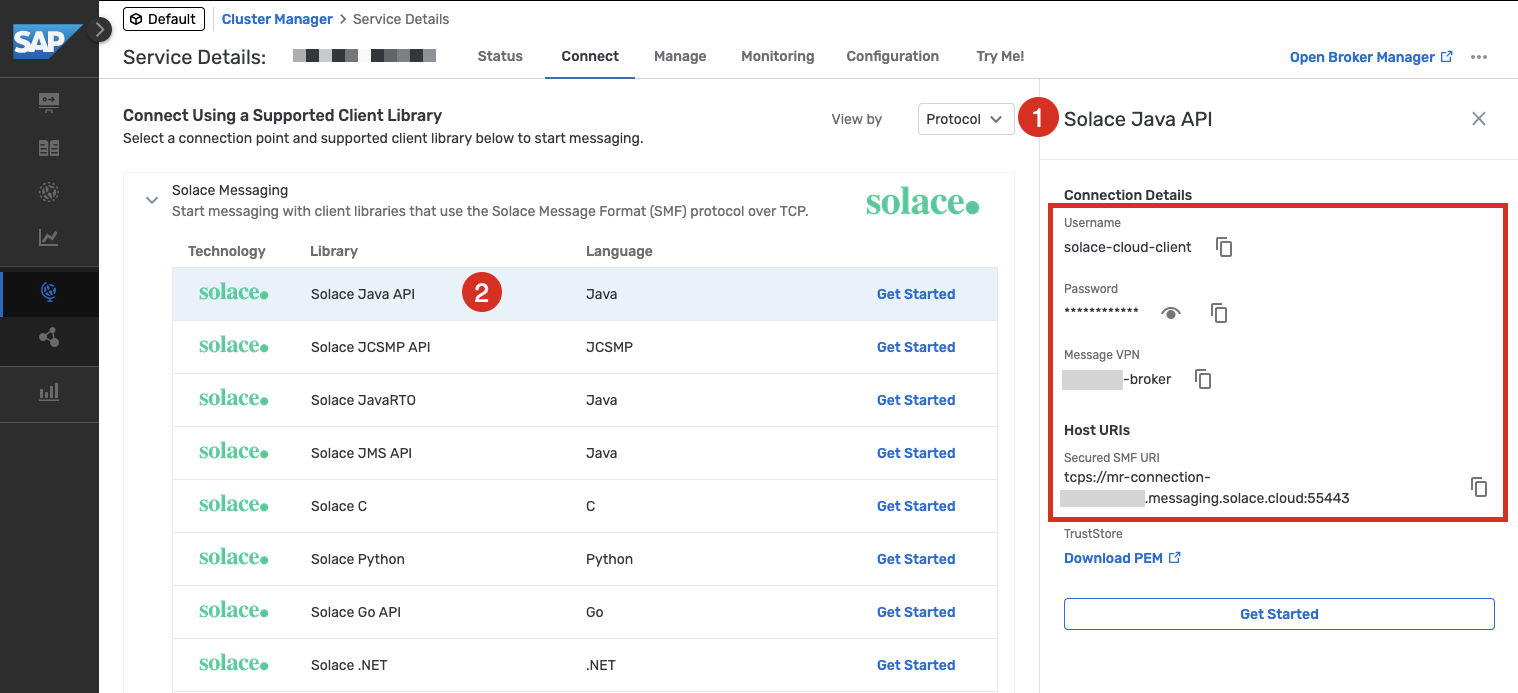 SAP
Default
Cluster Manager > Service Details
Service Details:
Status
Connect
Manage
Monitoring
Configuration
Try Me!
Open Broker Manager
Connect Using a Supported Client Library
Select a connection point and supported client library below to start messaging.
View by
Protocol
1
Solace Messaging
Start messaging with client libraries that use the Solace Message Format (SMF) protocol over TCP.
solace.
Technology Library Language
solace. Solace Java API 2 Java Get Started
solace. Solace JCSMP API JCSMP Get Started
solace. Solace JavaRTO Java Get Started
solace. Solace JMS API Java Get Started
solace. Solace C C Get Started
solace. Solace Python Python Get Started
solace. Solace Go API Go Get Started
solace. Solace .NET .NET Get Started
Solace Java API
Connection Details
Username
solace-cloud-client
Password
************
Message VPN
-broker
Host URIs
Secured SMF URI
tcps://mr-connection-
.messaging.solace.cloud:55443
TrustStore
Download PEM
Get Started